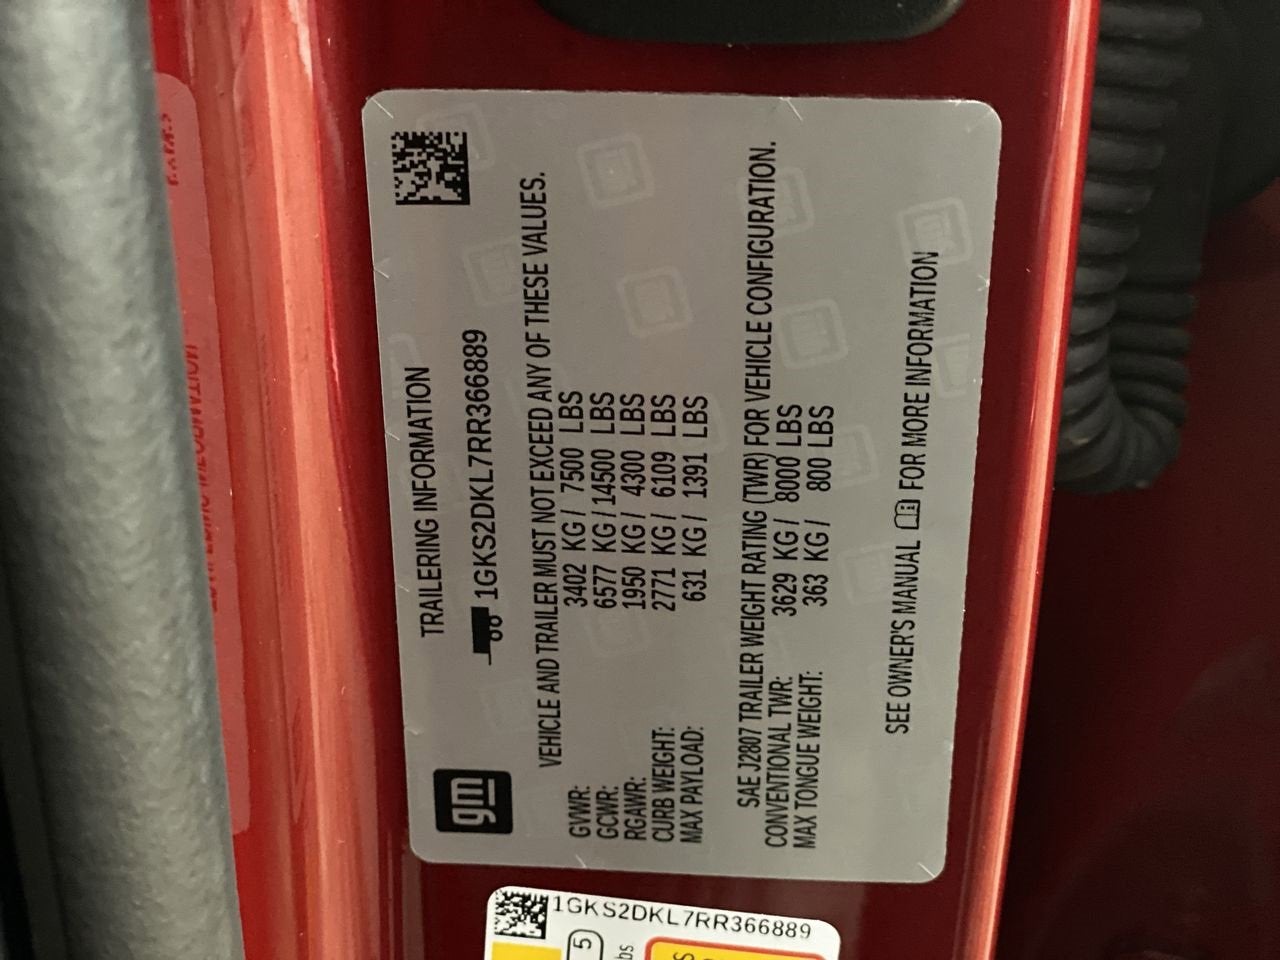 gm
TRAILERING INFORMATION
1GKS2DKL7RR366889
VEHICLE AND TRAILER MUST NOT EXCEED ANY OF THESE VALUES.
GVWR: 3402 KG / 7500 LBS
GCWR: 6577 KG / 14500 LBS
RGAWR: 1950 KG / 4300 LBS
CURB WEIGHT: 2771 KG / 6109 LBS
MAX PAYLOAD: 631 KG / 1391 LBS
SAE J2807 TRAILER WEIGHT RATING (TWR) FOR VEHICLE CONFIGURATION.
CONVENTIONAL TWR: 3629 KG / 8000 LBS
MAX TONGUE WEIGHT: 363 KG / 800 LBS
SEE OWNER'S MANUAL FOR MORE INFORMATION
1GKS2DKL7RR366889
5